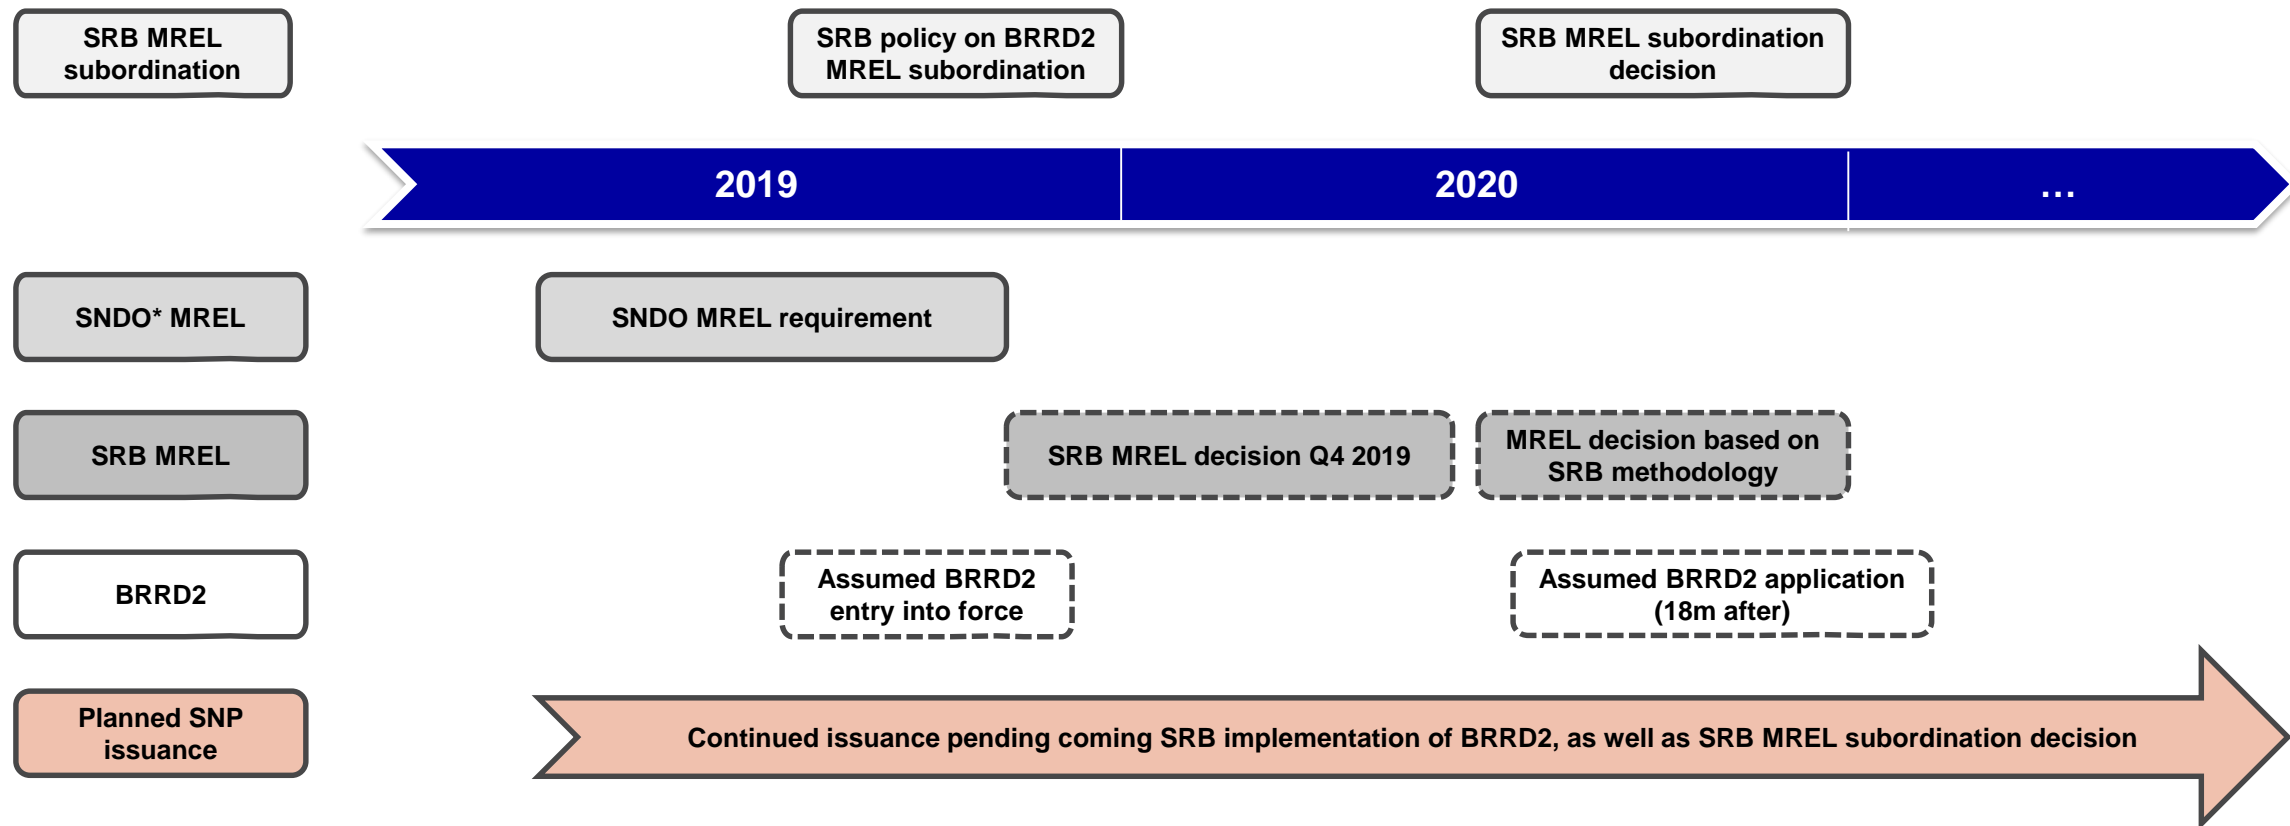 SRB MREL
subordination
SRB policy on BRRD2
MREL subordination
SRB MREL subordination
decision
2019
2020
...
SNDO* MREL
SNDO MREL requirement
SRB MREL
SRB MREL decision Q4 2019
MREL decision based on
SRB methodology
BRRD2
Assumed BRRD2
entry into force
Assumed BRRD2 application
(18m after)
Planned SNP
issuance
Continued issuance pending coming SRB implementation of BRRD2, as well as SRB MREL subordination decision